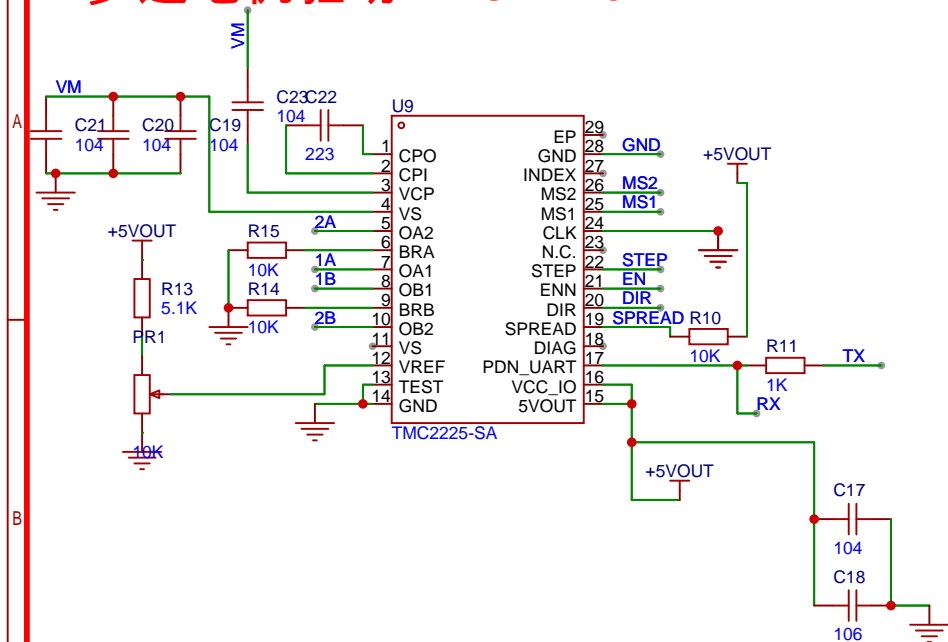 VM
VM
C23
C22
104
223
C21
104
C20
104
C19
104
A
U9
1
2
3
4
5
6
7
8
9
10
11
12
13
14
CPO
CPI
VCP
VS
OA2
BRA
OA1
OB1
BRB
OB2
VS
VREF
TEST
GND
EP
GND
INDEX
MS2
MS1
CLK
N.C.
STEP
ENN
DIR
SPREAD
DIAG
PDN_UART
VCC_IO
5VOUT
29
28
27
26
25
24
23
22
21
20
19
18
17
16
15
TMC2225-SA
GND
MS2
MS1
STEP
EN
DIR
SPREAD
+5VOUT
2A
R15
10K
1A
1B
R14
10K
2B
+5VOUT
R13
5.1K
PR1
10K
R10
10K
R11
1K
TX
RX
+5VOUT
B
C17
104
C18
106